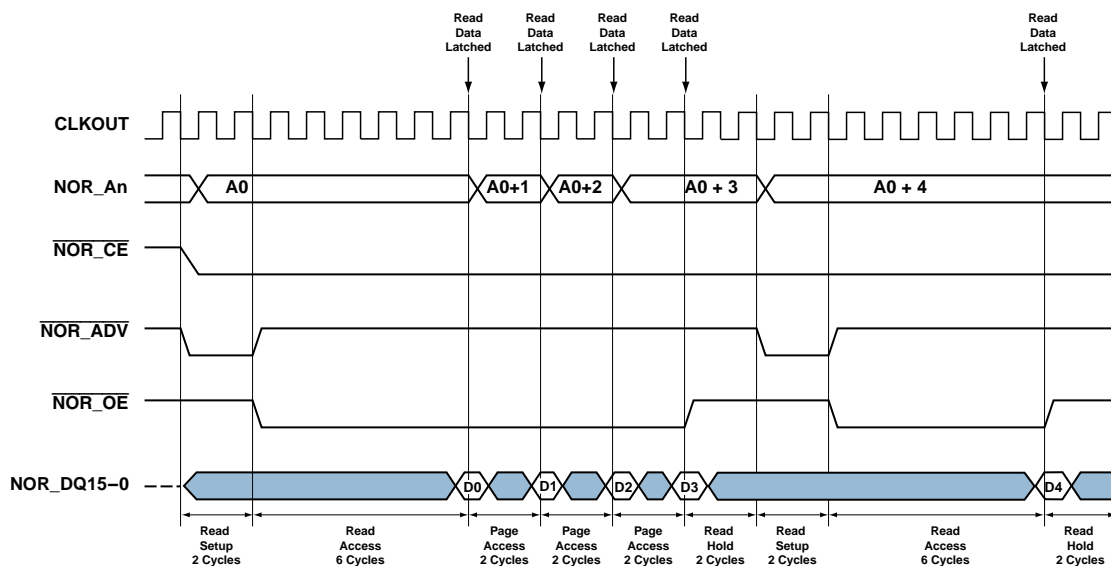 Read Data Latched
Read Data Latched
Read Data Latched
Read Data Latched
Read Data Latched
CLKOUT
NOR_An
A0
A0+1
A0+2
A0 + 3
A0 + 4
NOR_CE
NOR_ADV
NOR_OE
NOR_DQ15–0
D0
D1
D2
D3
D4
Read Setup 2 Cycles
Read Access 6 Cycles
Page Access 2 Cycles
Page Access 2 Cycles
Page Access 2 Cycles
Read Hold 2 Cycles
Read Setup 2 Cycles
Read Access 6 Cycles
Read Hold 2 Cycles